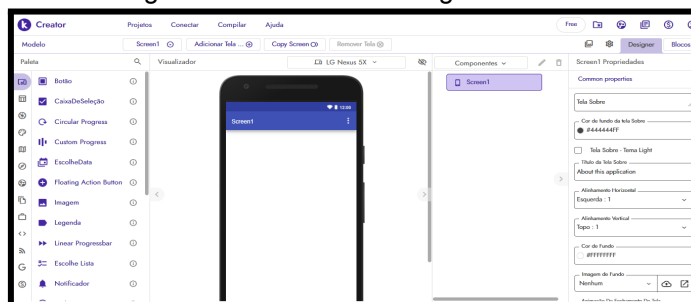 Creator Projetos Conectar Compilar Ajuda Free
Modelo Screen1 Adicionar Tela ... Copy Screen Remover Tela Designer Blocos
Paleta Visualizador LG Nexus 5X Componentes Screen1 Propriedades
Botão
CaixaDeSeleção
Circular Progress
Custom Progress
EscolheData
Floating Action Button
Imagem
Legenda
Linear Progressbar
Escolhe Lista
Notificador
12:00
Screen1
Screen1
Common properties
Tela Sobre
Cor de fundo da tela Sobre
#444444FF
Tela Sobre - Tema Light
Título da Tela Sobre
About this application
Alinhamento Horizontal
Esquerda : 1
Alinhamento Vertical
Topo : 1
Cor de Fundo
#FFFFFFFF
Imagem de Fundo
Nenhum